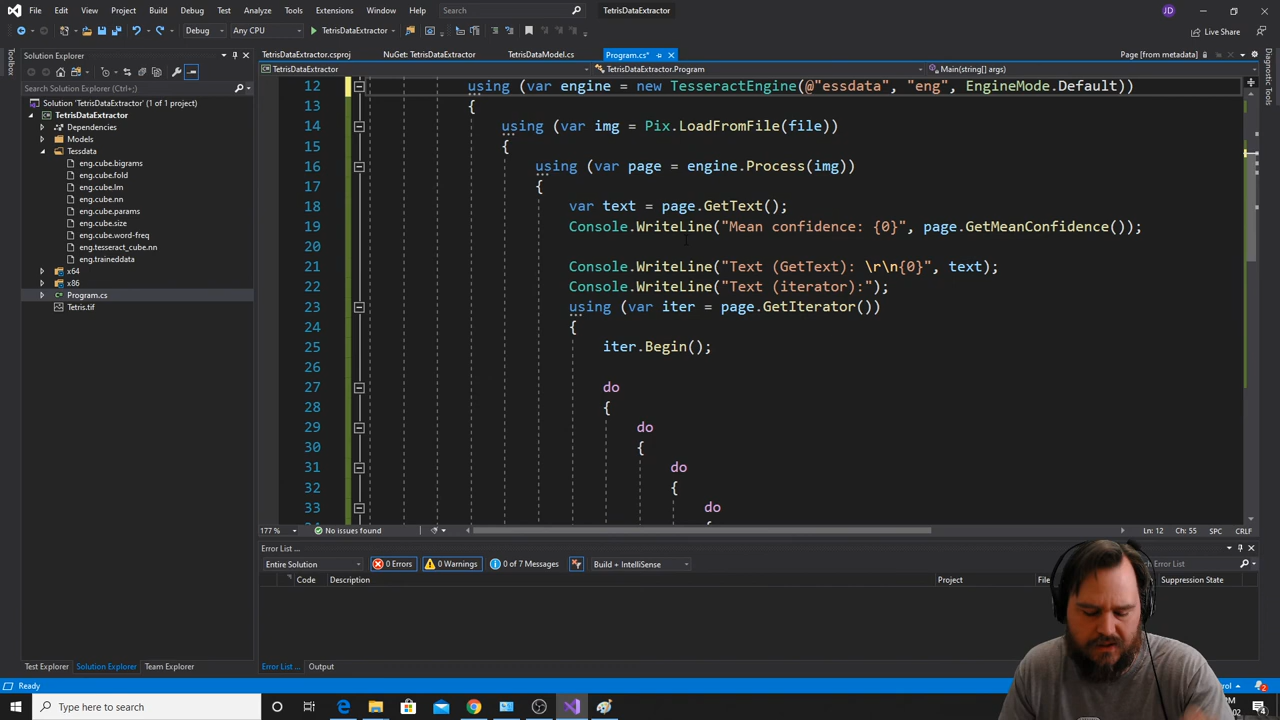 File Edit View Project Build Debug Test Analyze Tools Extensions Window Help Search TetrisDataExtractor JD
Debug Any CPU TetrisDataExtractor Live Share
Toolbox
Solution Explorer
Search Solution Explorer (Ctrl+;)
Solution 'TetrisDataExtractor' (1 of 1 project)
TetrisDataExtractor
Dependencies
Models
Tessdata
eng.cube.bigrams
eng.cube.fold
eng.cube.lm
eng.cube.nn
eng.cube.params
eng.cube.size
eng.cube.word-freq
eng.tesseract_cube.nn
eng.traineddata
x64
x86
Program.cs
Tetris.tif
Test Explorer Solution Explorer Team Explorer
TetrisDataExtractor.csproj NuGet: TetrisDataExtractor TetrisDataModel.cs Program.cs* Page [from metadata]
TetrisDataExtractor TetrisDataExtractor.Program Main(string[] args)
12 using (var engine = new TesseractEngine(@"essdata", "eng", EngineMode.Default))
13 {
14 using (var img = Pix.LoadFromFile(file))
15 {
16 using (var page = engine.Process(img))
17 {
18 var text = page.GetText();
19 Console.WriteLine("Mean confidence: {0}", page.GetMeanConfidence());
20
21 Console.WriteLine("Text (GetText): \r\n{0}", text);
22 Console.WriteLine("Text (iterator):");
23 using (var iter = page.GetIterator())
24 {
25 iter.Begin();
26
27 do
28 {
29 do
30 {
31 do
32 {
33 do
177 % No issues found Ln: 12 Ch: 55 SPC CRLF
Error List ...
Entire Solution 0 Errors 0 Warnings 0 of 7 Messages Build + IntelliSense Error List
Code Description Project File Suppression State
Error List ... Output
Diagnostic Tools
Ready
Type here to search